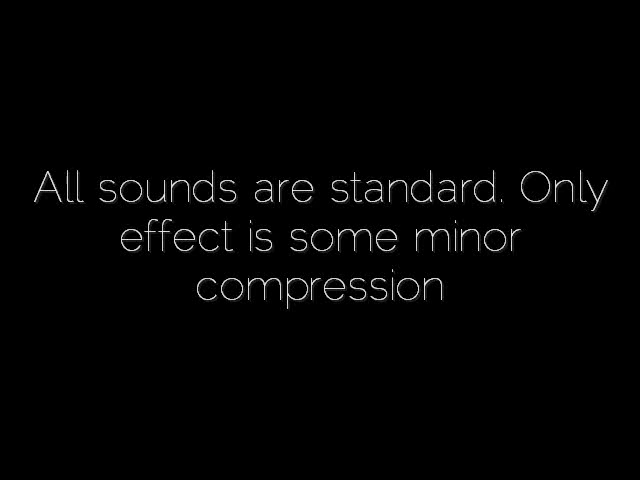 All sounds are standard. Only
effect is some minor
compression